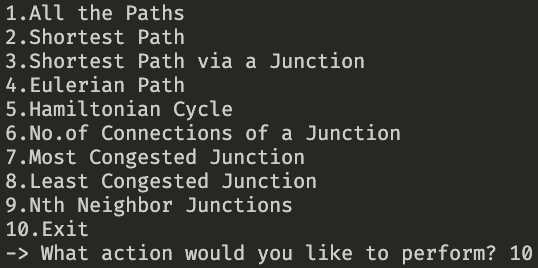 1.All the Paths
2.Shortest Path
3.Shortest Path via a Junction
4.Eulerian Path
5.Hamiltonian Cycle
6.No.of Connections of a Junction
7.Most Congested Junction
8.Least Congested Junction
9.Nth Neighbor Junctions
10.Exit
-> What action would you like to perform? 10